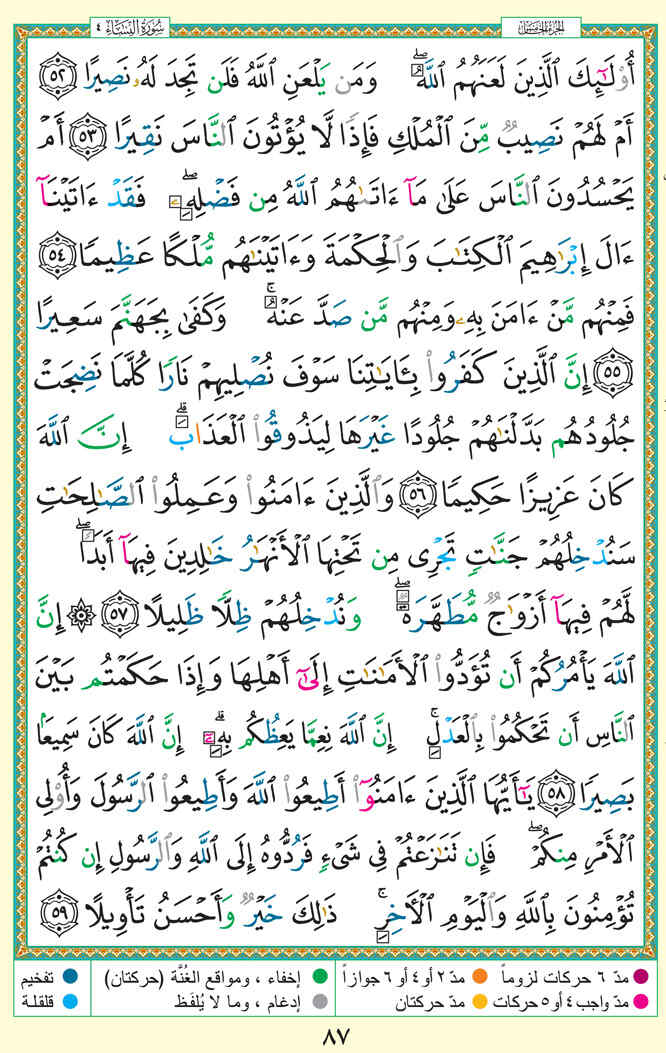 سُورَةُ النِّسَاءِ ٤
الجُزْءُ الخَامِسُ
أُوْلَـٰٓئِكَ ٱلَّذِينَ لَعَنَهُمُ ٱللَّهُۖ وَمَن يَلْعَنِ ٱللَّهُ فَلَن تَجِدَ لَهُۥ نَصِيرًا ٥٢
أَمْ لَهُمْ نَصِيبٌ مِّنَ ٱلْمُلْكِ فَإِذًا لَّا يُؤْتُونَ ٱلنَّاسَ نَقِيرًا ٥٣ أَمْ
يَحْسُدُونَ ٱلنَّاسَ عَلَىٰ مَآ ءَاتَىٰهُمُ ٱللَّهُ مِن فَضْلِهِۦۖ فَقَدْ ءَاتَيْنَآ
ءَالَ إِبْرَٰهِيمَ ٱلْكِتَـٰبَ وَٱلْحِكْمَةَ وَءَاتَيْنَـٰهُم مُّلْكًا عَظِيمًا ٥٤
فَمِنْهُم مَّنْ ءَامَنَ بِهِۦ وَمِنْهُم مَّن صَدَّ عَنْهُۚ وَكَفَىٰ بِجَهَنَّمَ سَعِيرًا
٥٥ إِنَّ ٱلَّذِينَ كَفَرُوا۟ بِـَٔايَـٰتِنَا سَوْفَ نُصْلِيهِمْ نَارًا كُلَّمَا نَضِجَتْ
جُلُودُهُم بَدَّلْنَـٰهُمْ جُلُودًا غَيْرَهَا لِيَذُوقُوا۟ ٱلْعَذَابَۗ إِنَّ ٱللَّهَ
كَانَ عَزِيزًا حَكِيمًا ٥٦ وَٱلَّذِينَ ءَامَنُوا۟ وَعَمِلُوا۟ ٱلصَّـٰلِحَـٰتِ
سَنُدْخِلُهُمْ جَنَّـٰتٍ تَجْرِى مِن تَحْتِهَا ٱلْأَنْهَـٰرُ خَـٰلِدِينَ فِيهَآ أَبَدًاۖ
لَّهُمْ فِيهَآ أَزْوَٰجٌ مُّطَهَّرَةٌۖ وَنُدْخِلُهُمْ ظِلًّا ظَلِيلًا ٥٧ ۞ إِنَّ
ٱللَّهَ يَأْمُرُكُمْ أَن تُؤَدُّوا۟ ٱلْأَمَـٰنَـٰتِ إِلَىٰٓ أَهْلِهَا وَإِذَا حَكَمْتُم بَيْنَ
ٱلنَّاسِ أَن تَحْكُمُوا۟ بِٱلْعَدْلِۚ إِنَّ ٱللَّهَ نِعِمَّا يَعِظُكُم بِهِۦٓۗ إِنَّ ٱللَّهَ كَانَ سَمِيعًۢا
بَصِيرًا ٥٨ يَـٰٓأَيُّهَا ٱلَّذِينَ ءَامَنُوٓا۟ أَطِيعُوا۟ ٱللَّهَ وَأَطِيعُوا۟ ٱلرَّسُولَ وَأُو۟لِى
ٱلْأَمْرِ مِنكُمْۖ فَإِن تَنَـٰزَعْتُمْ فِى شَىْءٍ فَرُدُّوهُ إِلَى ٱللَّهِ وَٱلرَّسُولِ إِن كُنتُمْ
تُؤْمِنُونَ بِٱللَّهِ وَٱلْيَوْمِ ٱلْـَٔاخِرِۚ ذَٰلِكَ خَيْرٌ وَأَحْسَنُ تَأْوِيلًا ٥٩
مدّ ٦ حركات لزوماً مدّ ٢ أو ٤ أو ٦ جوازاً إخفاء ، ومواقع الغُنَّة (حركتان) تفخيم
مدّ واجب ٤ أو ٥ حركات مدّ حركتان إدغام ، وما لا يُلفَظ قلقلة
٨٧